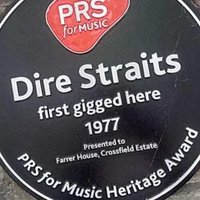 PRS
for MUSIC
Dire Straits
first gigged here
1977
Presented to
Farrer House, Crossfield Estate
PRS for Music Heritage Award